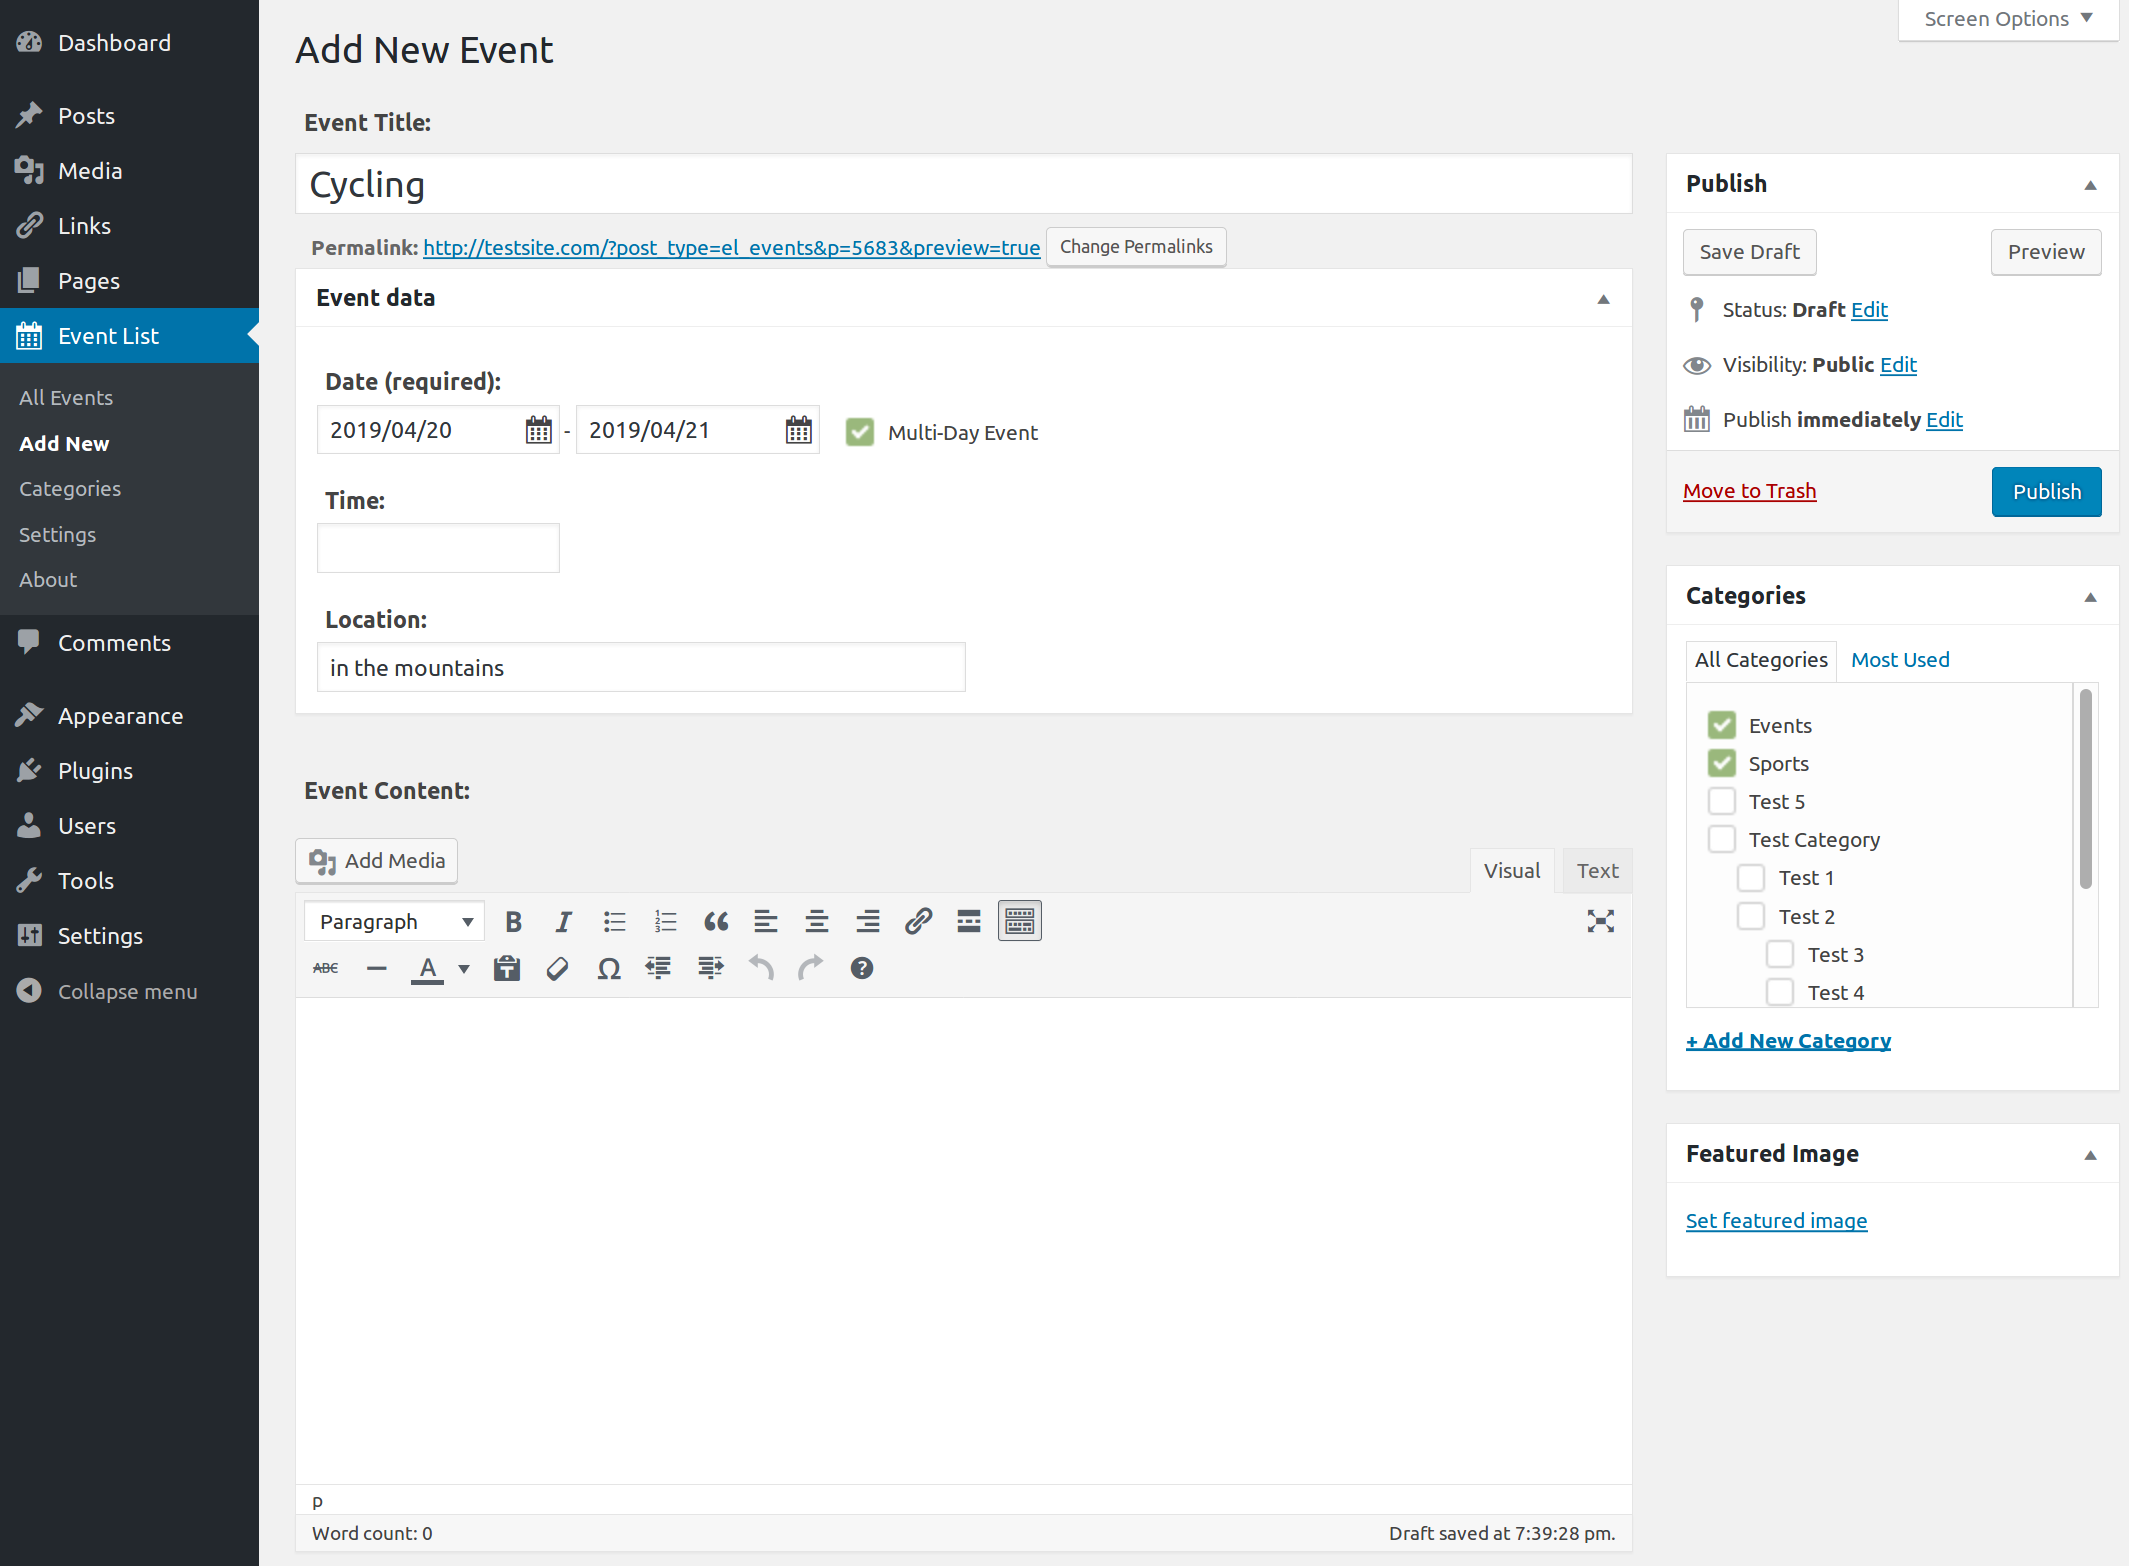 Dashboard
Posts
Media
Links
Pages
Event List
All Events
Add New
Categories
Settings
About
Comments
Appearance
Plugins
Users
Tools
Settings
Collapse menu
Screen Options
Add New Event
Event Title:
Cycling
Permalink: http://testsite.com/?post_type=el_events&p=5683&preview=true Change Permalinks
Event data
Date (required):
2019/04/20 - 2019/04/21 Multi-Day Event
Time:
Location:
in the mountains
Event Content:
Add Media
Visual Text
Paragraph
ABC
p
Word count: 0
Draft saved at 7:39:28 pm.
Publish
Save Draft Preview
Status: Draft Edit
Visibility: Public Edit
Publish immediately Edit
Move to Trash Publish
Categories
All Categories Most Used
Events
Sports
Test 5
Test Category
Test 1
Test 2
Test 3
Test 4
+ Add New Category
Featured Image
Set featured image